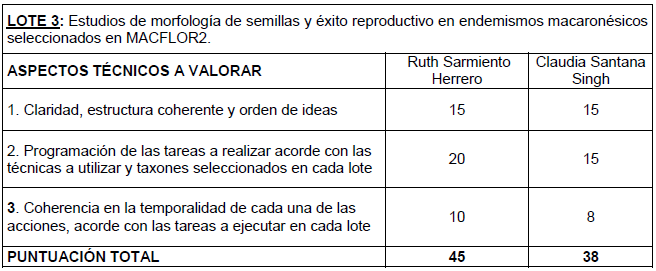 LOTE 3: Estudios de morfología de semillas y éxito reproductivo en endemismos macaronésicos
seleccionados en MACFLOR2.
ASPECTOS TÉCNICOS A VALORAR
Ruth Sarmiento
Herrero
Claudia Santana
Singh
1. Claridad, estructura coherente y orden de ideas
15
15
2. Programación de las tareas a realizar acorde con las
técnicas a utilizar y taxones seleccionados en cada lote
20
15
3. Coherencia en la temporalidad de cada una de las
acciones, acorde con las tareas a ejecutar en cada lote
10
8
PUNTUACIÓN TOTAL
45
38